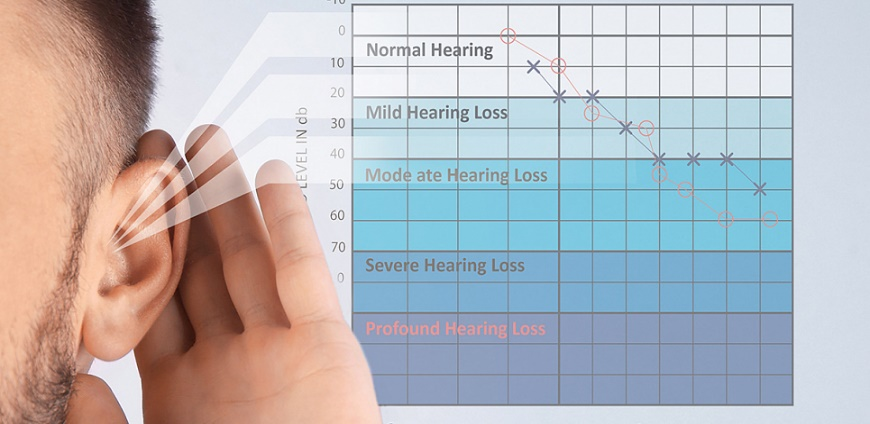 -10
0
Normal Hearing
10
20
Mild Hearing Loss
LEVEL IN db
30
40
Mode ate Hearing Loss
50
60
70
Severe Hearing Loss
0
Profound Hearing Loss